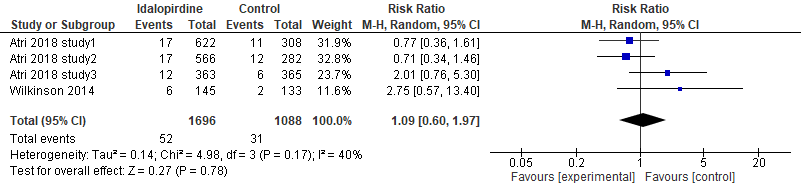 Idalopirdine Control Risk Ratio Risk Ratio
Study or Subgroup Events Total Events Total Weight M-H, Random, 95% CI M-H, Random, 95% CI
Atri 2018 study1 17 622 11 308 31.9% 0.77 [0.36, 1.61]
Atri 2018 study2 17 566 12 282 32.8% 0.71 [0.34, 1.46]
Atri 2018 study3 12 363 6 365 23.7% 2.01 [0.76, 5.30]
Wilkinson 2014 6 145 2 133 11.6% 2.75 [0.57, 13.40]
Total (95% CI) 1696 1088 100.0% 1.09 [0.60, 1.97]
Total events 52 31
Heterogeneity: Tau² = 0.14; Chi² = 4.98, df = 3 (P = 0.17); I² = 40%
Test for overall effect: Z = 0.27 (P = 0.78)
0.05 0.2 1 5 20
Favours [experimental] Favours [control]